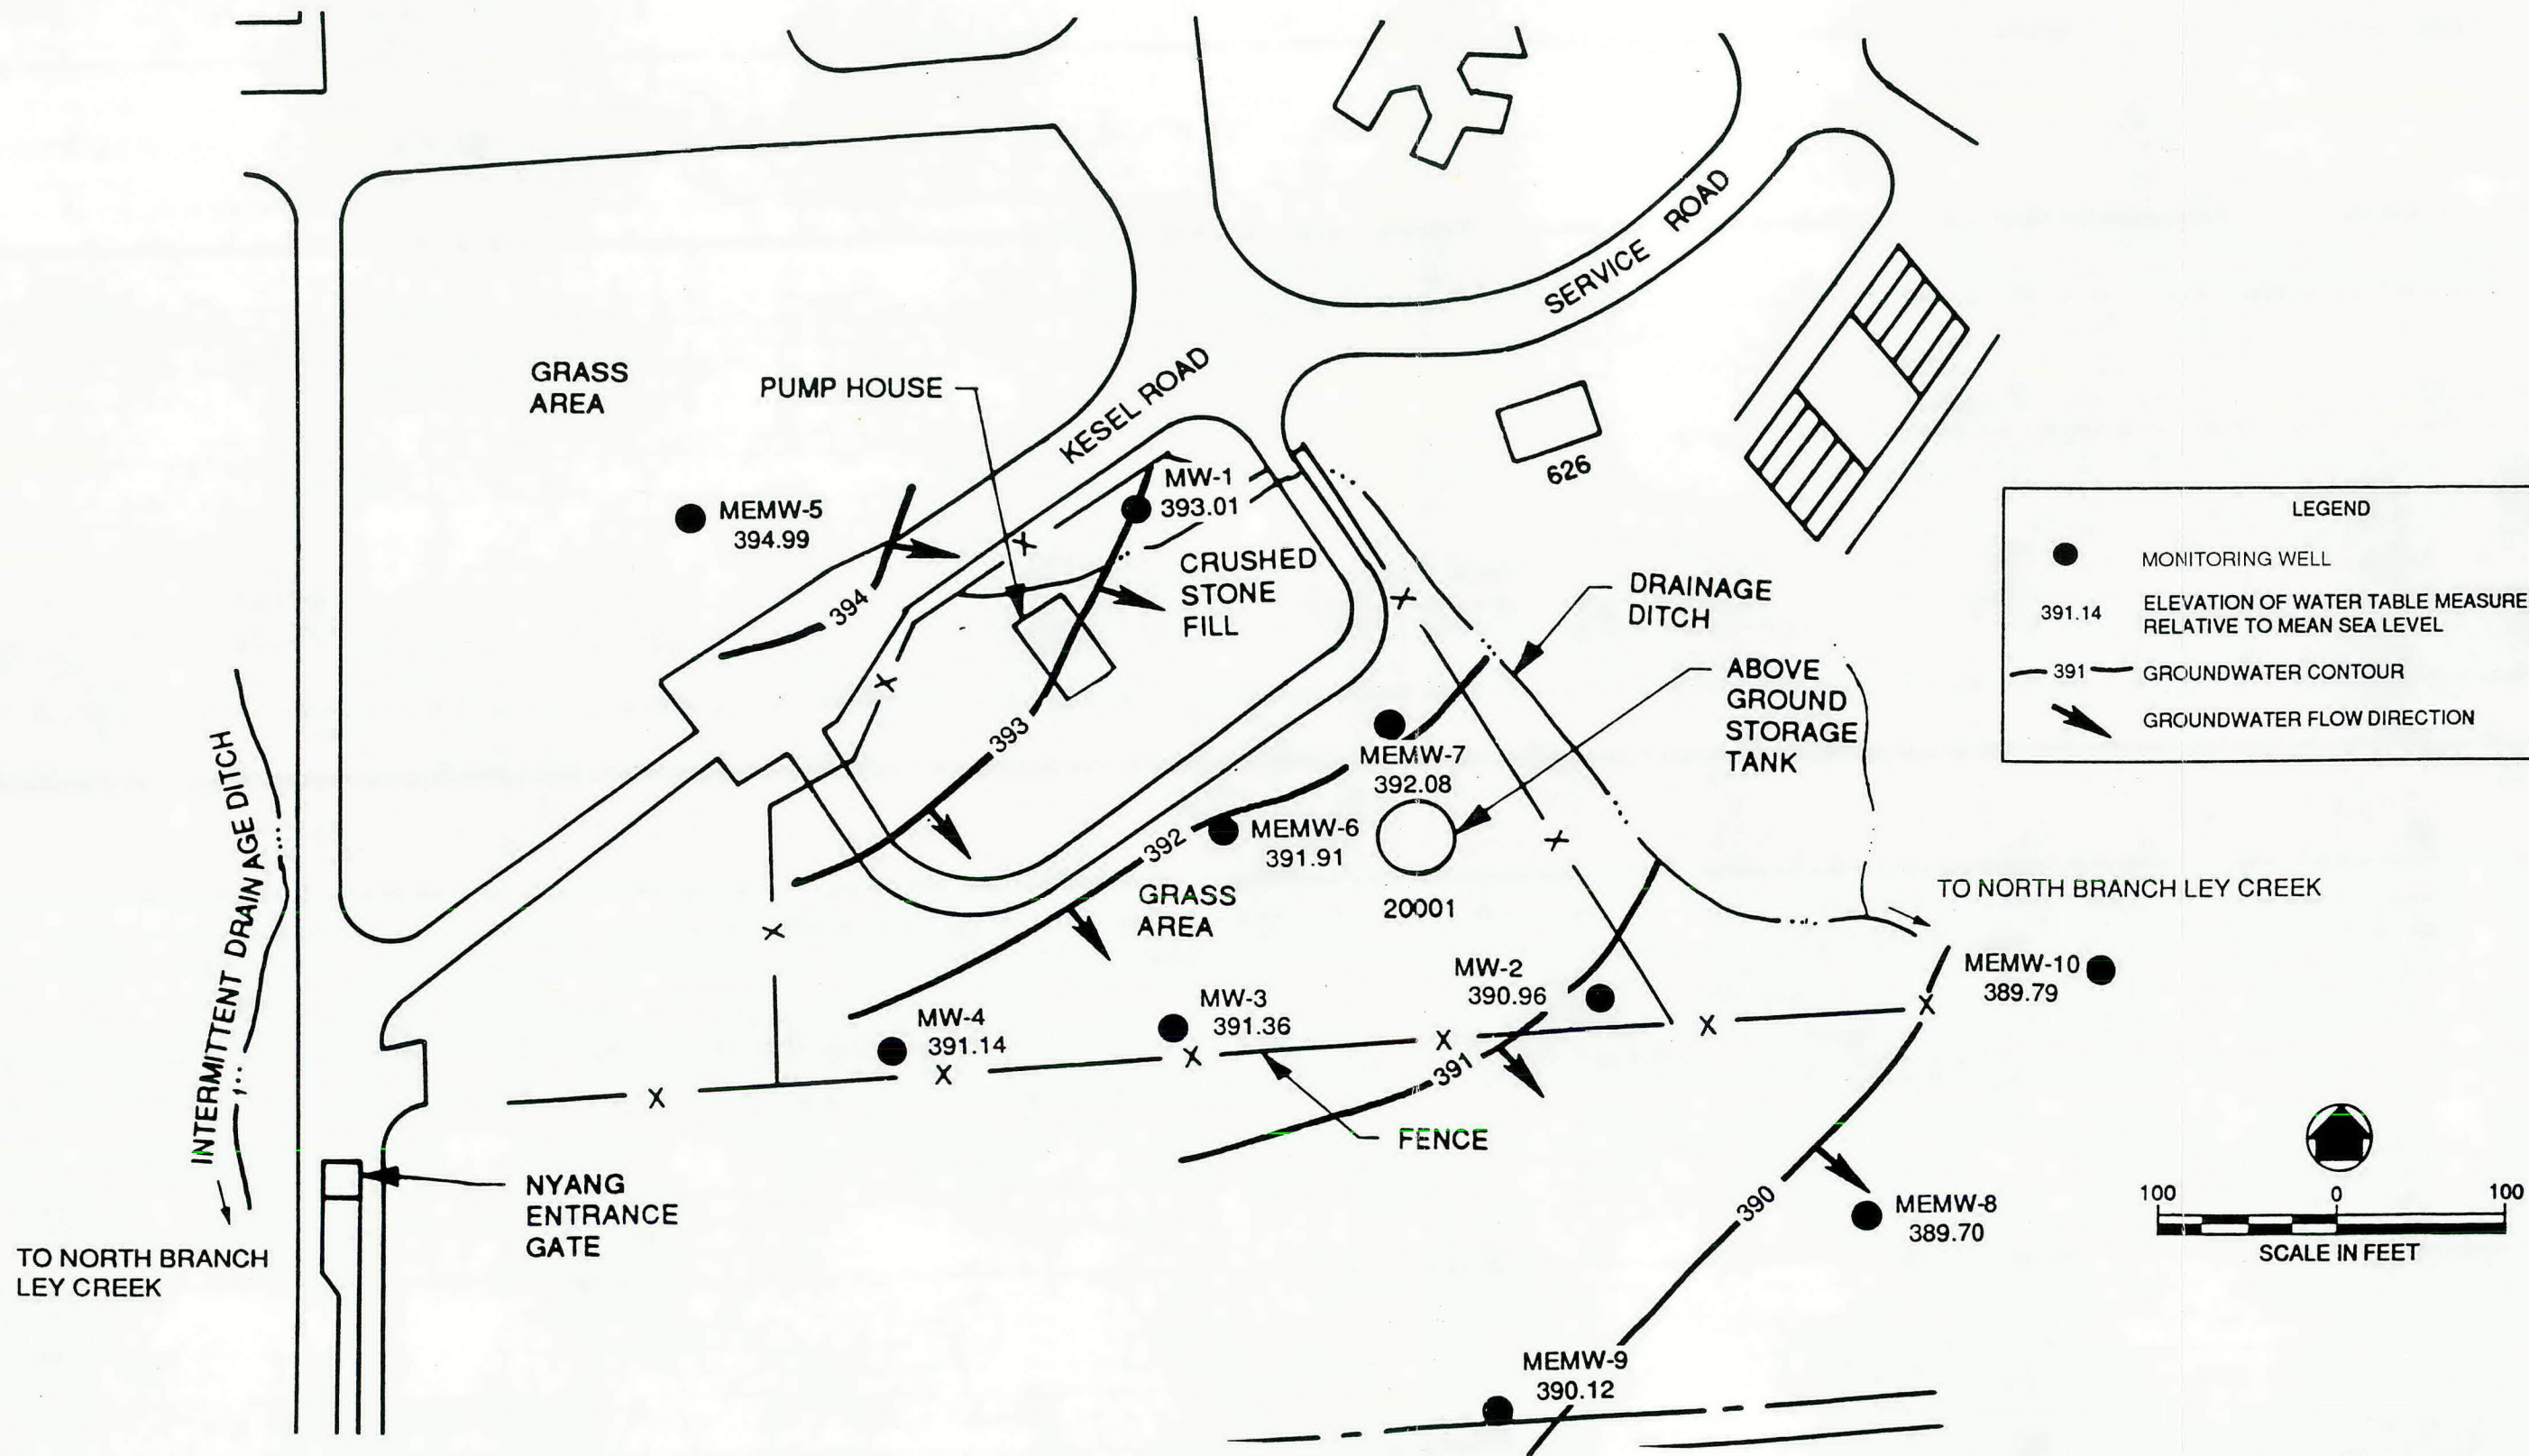 SERVICE ROAD
KESEL ROAD
GRASS
AREA
PUMP HOUSE
626
MW-1
393.01
MEMW-5
394.99
CRUSHED
STONE
FILL
394
393
DRAINAGE
DITCH
ABOVE
GROUND
STORAGE
TANK
MEMW-7
392.08
392
MEMW-6
391.91
20001
GRASS
AREA
INTERMITTENT DRAINAGE DITCH
TO NORTH BRANCH LEY CREEK
MEMW-10
389.79
MW-2
390.96
MW-3
391.36
MW-4
391.14
391
FENCE
NYANG
ENTRANCE
GATE
TO NORTH BRANCH
LEY CREEK
390
MEMW-8
389.70
MEMW-9
390.12
LEGEND
MONITORING WELL
391.14
ELEVATION OF WATER TABLE MEASURE
RELATIVE TO MEAN SEA LEVEL
391
GROUNDWATER CONTOUR
GROUNDWATER FLOW DIRECTION
100 0 100
SCALE IN FEET